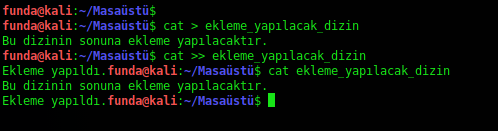 funda@kali:~/Masaüstü$
funda@kali:~/Masaüstü$ cat > ekleme_yapılacak_dizin
Bu dizinin sonuna ekleme yapılacaktır.
funda@kali:~/Masaüstü$ cat >> ekleme_yapılacak_dizin
Ekleme yapıldı.funda@kali:~/Masaüstü$ cat ekleme_yapılacak_dizin
Bu dizinin sonuna ekleme yapılacaktır.
Ekleme yapıldı.funda@kali:~/Masaüstü$